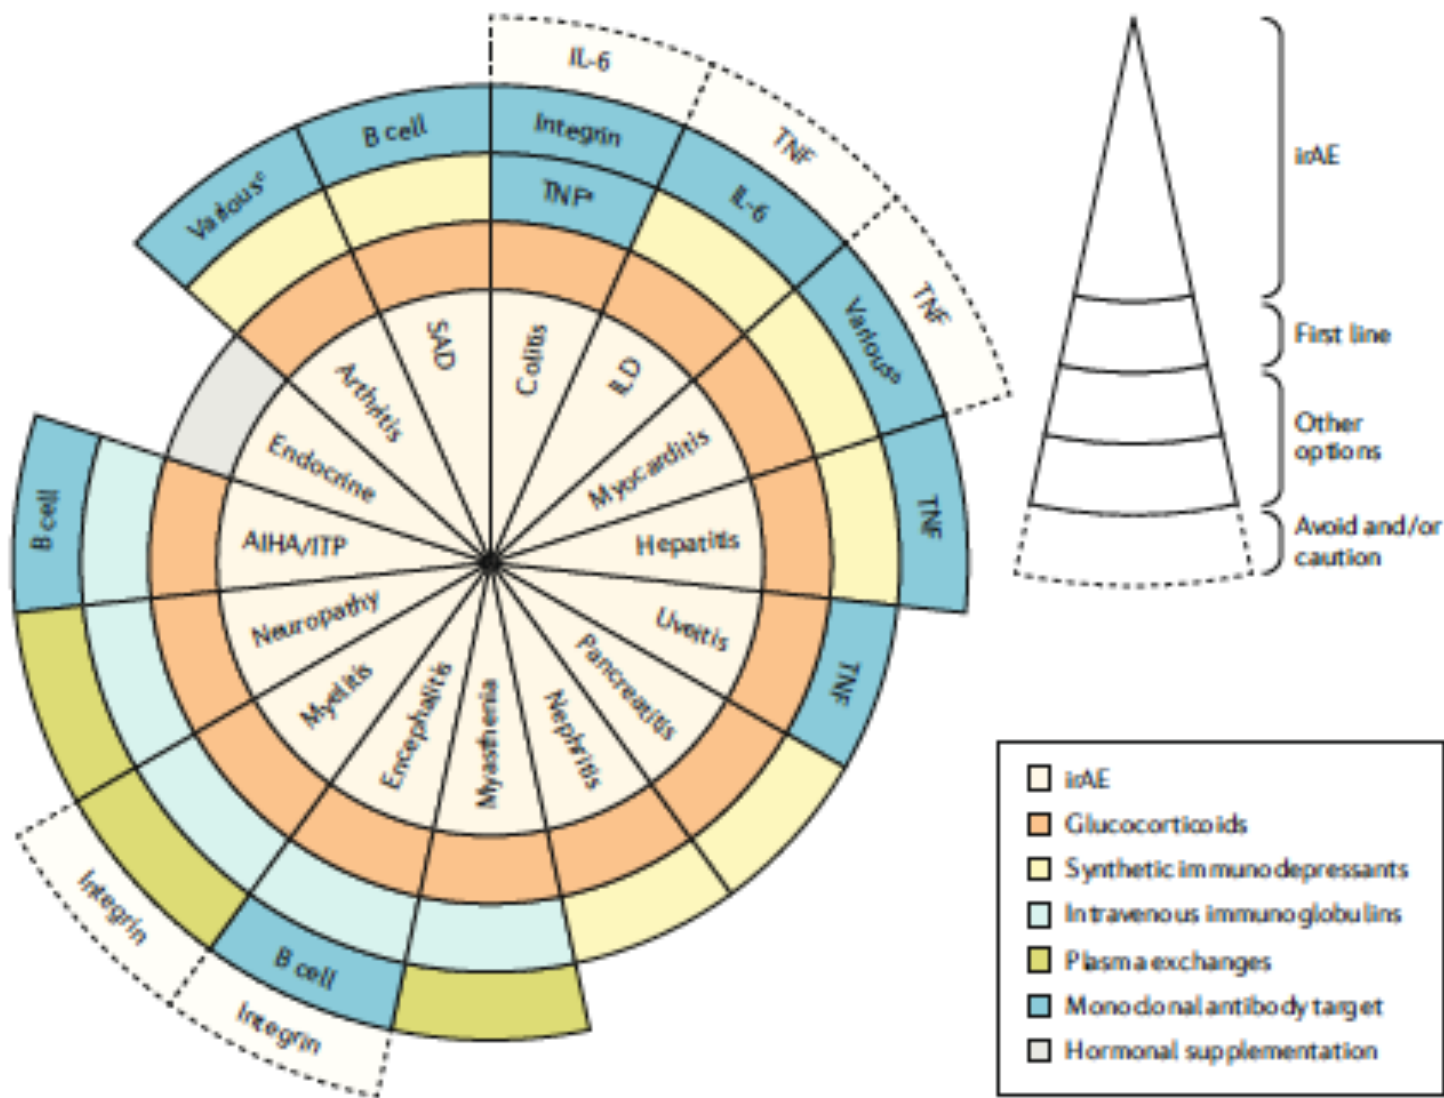 IL-6
TNF
TNF
B cell
Integrin
IL-6
Various^b
TNF
TNF
Various^c
TNF^a
SAD
Colitis
ILD
Arthritis
Myocarditis
Endocrine
Hepatitis
AIHA/ITP
Uveitis
Neuropathy
Pancreatitis
Myelitis
Encephalitis
Myasthenia
Nephritis
B cell
B cell
Integrin
Integrin
irAE
First line
Other
options
Avoid and/or
caution
irAE
Glucocorticoids
Synthetic immunodepressants
Intravenous immunoglobulins
Plasma exchanges
Monoclonal antibody target
Hormonal supplementation